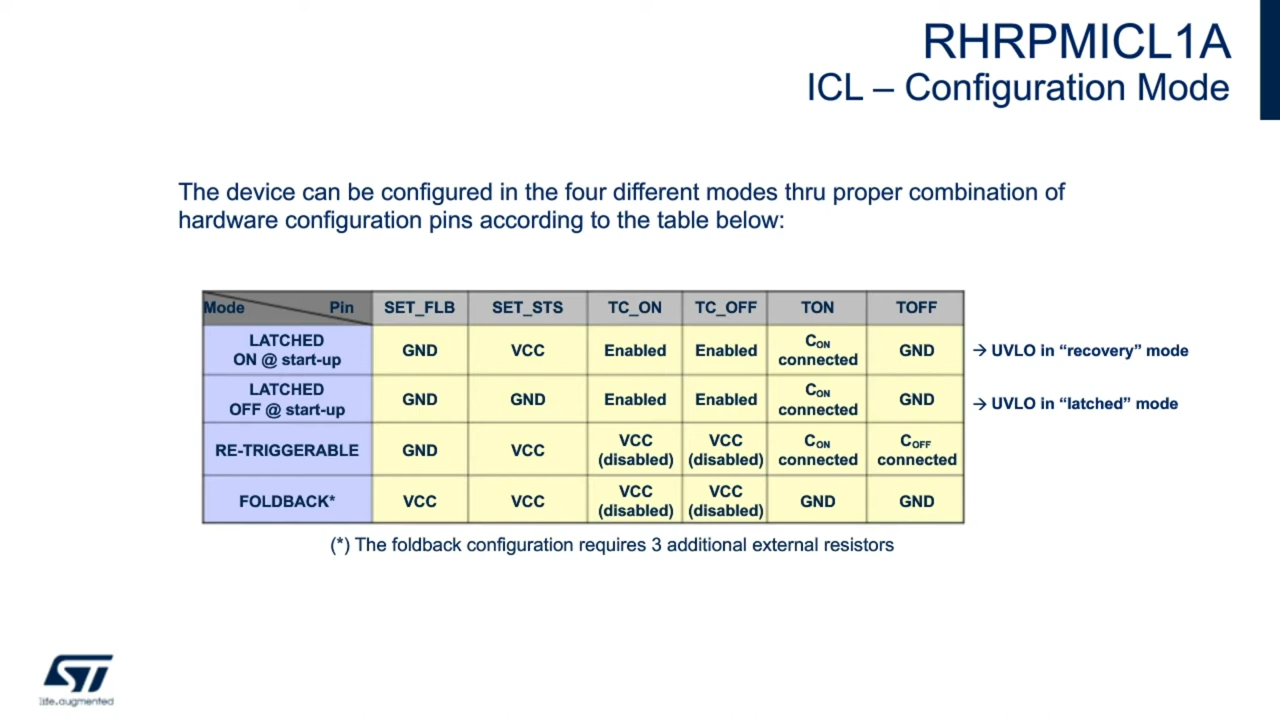 RHRPMICL1A
ICL – Configuration Mode
The device can be configured in the four different modes thru proper combination of
hardware configuration pins according to the table below:
Mode Pin SET_FLB SET_STS TC_ON TC_OFF TON TOFF
LATCHED
ON @ start-up GND VCC Enabled Enabled CON connected GND → UVLO in “recovery” mode
LATCHED
OFF @ start-up GND GND Enabled Enabled CON connected GND → UVLO in “latched” mode
RE-TRIGGERABLE GND VCC VCC (disabled) VCC (disabled) CON connected COFF connected
FOLDBACK* VCC VCC VCC (disabled) VCC (disabled) GND GND
(*) The foldback configuration requires 3 additional external resistors
ST
life.augmented